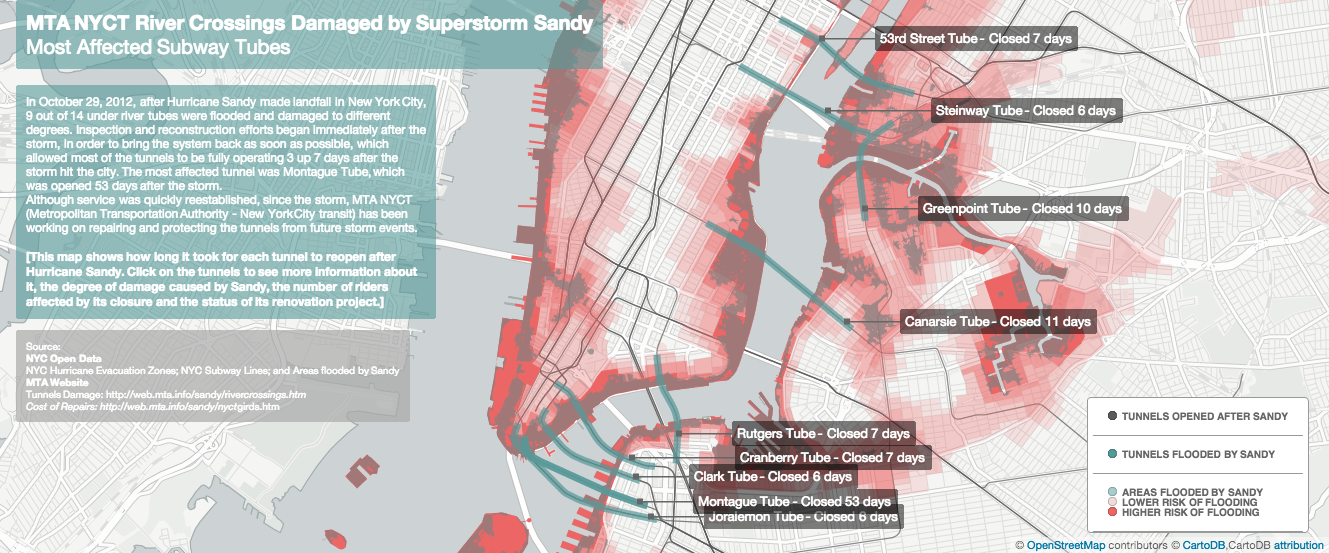 MTA NYCT River Crossings Damaged by Superstorm Sandy
Most Affected Subway Tubes
In October 29, 2012, after Hurricane Sandy made landfall in New York City,
9 out of 14 under river tubes were flooded and damaged to different
degrees. Inspection and reconstruction efforts began immediately after the
storm, in order to bring the system back as soon as possible, which
allowed most of the tunnels to be fully operating 3 up 7 days after the
storm hit the city. The most affected tunnel was Montague Tube, which
was opened 53 days after the storm.
Although service was quickly reestablished, since the storm, MTA NYCT
(Metropolitan Transportation Authority - New York City transit) has been
working on repairing and protecting the tunnels from future storm events.
[This map shows how long it took for each tunnel to reopen after
Hurricane Sandy. Click on the tunnels to see more information about
it, the degree of damage caused by Sandy, the number of riders
affected by its closure and the status of its renovation project.]
Source:
NYC Open Data
NYC Hurricane Evacuation Zones; NYC Subway Lines; and Areas flooded by Sandy
MTA Website
Tunnels Damage: http://web.mta.info/sandy/rivercrossings.htm
Cost of Repairs: http://web.mta.info/sandy/nyctgirds.htm
53rd Street Tube - Closed 7 days
Steinway Tube - Closed 6 days
Greenpoint Tube - Closed 10 days
Canarsie Tube - Closed 11 days
Rutgers Tube - Closed 7 days
Cranberry Tube - Closed 7 days
Clark Tube - Closed 6 days
Montague Tube - Closed 53 days
Joralemon Tube - Closed 6 days
TUNNELS OPENED AFTER SANDY
TUNNELS FLOODED BY SANDY
AREAS FLOODED BY SANDY
LOWER RISK OF FLOODING
HIGHER RISK OF FLOODING
© OpenStreetMap contributors © CartoDB, CartoDB attribution